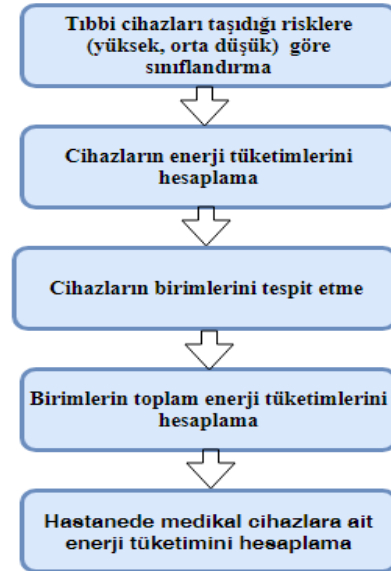 Tıbbi cihazları taşıdığı risklere
(yüksek, orta düşük) göre
sınıflandırma
Cihazların enerji tüketimlerini
hesaplama
Cihazların birimlerini tespit etme
Birimlerin toplam enerji tüketimlerini
hesaplama
Hastanede medikal cihazlara ait
enerji tüketimini hesaplama